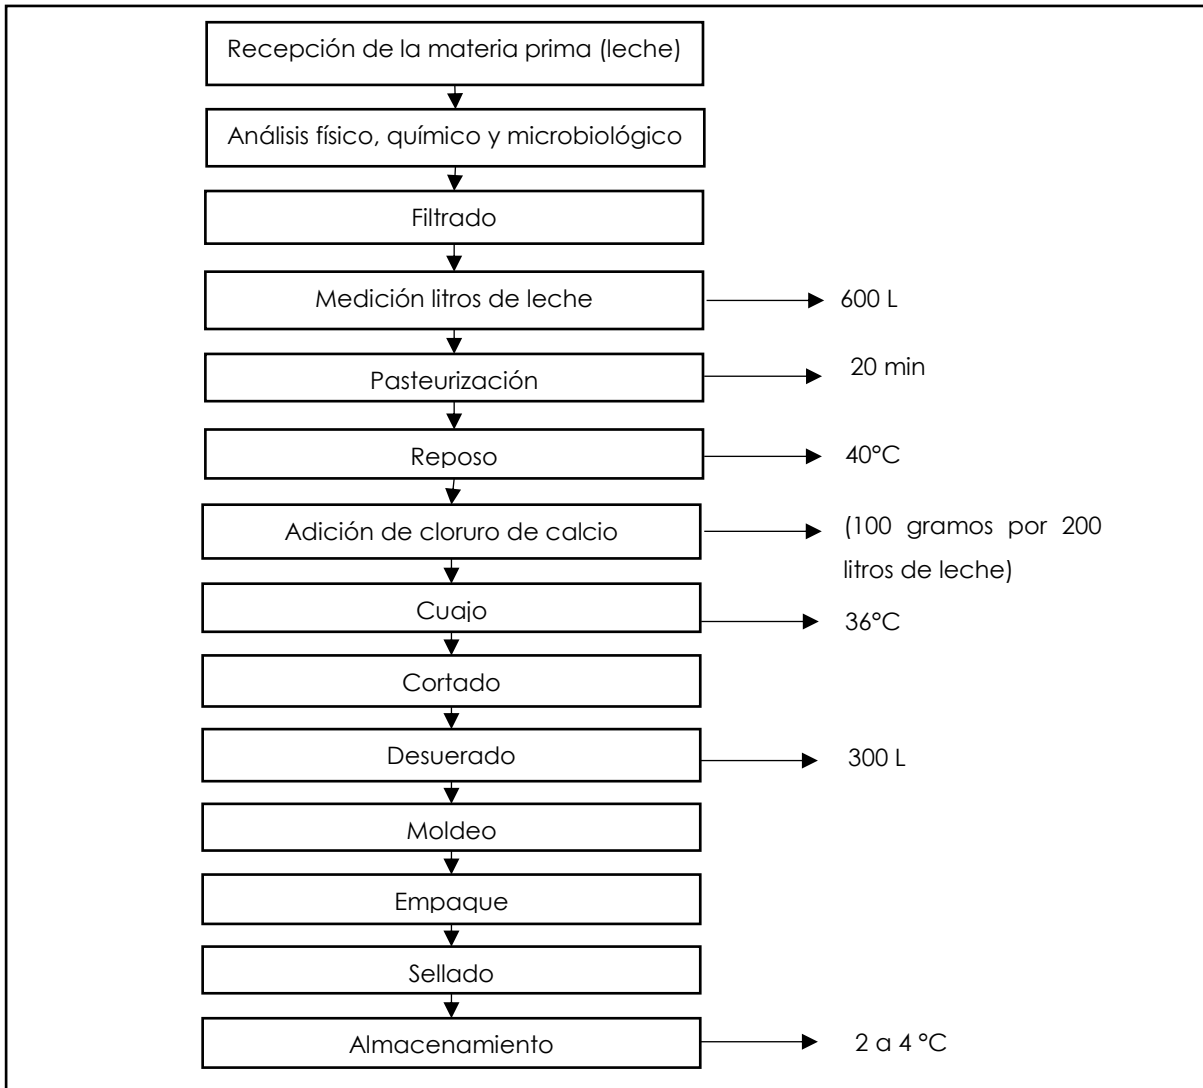 Recepción de la materia prima (leche)
Análisis físico, químico y microbiológico
Filtrado
Medición litros de leche
600 L
Pasteurización
20 min
Reposo
40°C
Adición de cloruro de calcio
(100 gramos por 200
litros de leche)
Cuajo
36°C
Cortado
Desuerado
300 L
Moldeo
Empaque
Sellado
Almacenamiento
2 a 4 °C